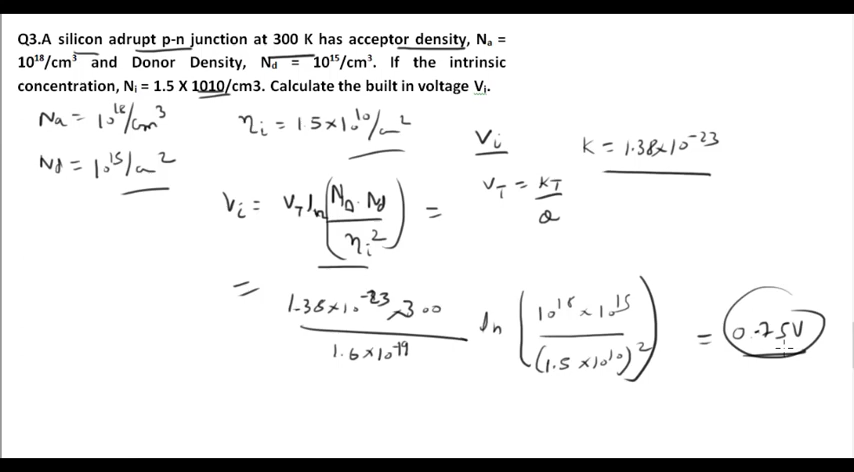 Q3.A silicon adrupt p-n junction at 300 K has acceptor density, Nₐ =
10¹⁸/cm³ and Donor Density, N_d = 10¹⁵/cm³. If the intrinsic
concentration, Nᵢ = 1.5 X 1010/cm3. Calculate the built in voltage Vᵢ.
Na = 10¹⁸/cm³
ηi = 1.5×10¹⁰/cm²
Vi
K = 1.38×10⁻²³
Nd = 10¹⁵/cm²
Vi = V_T ln (Na · Nd / ηi²) =
V_T = KT / Q
= 1.38×10⁻²³ × 300 / 1.6×10⁻¹⁹ ln (10¹⁸ × 10¹⁵ / (1.5 × 10¹⁰)²) = 0.75V